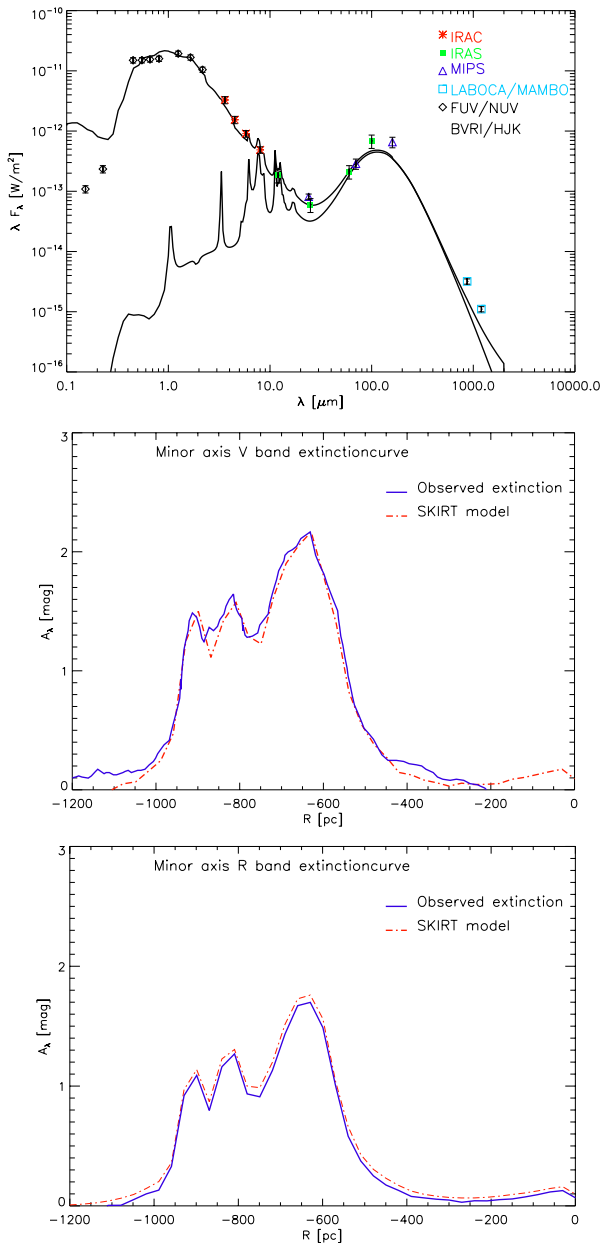 10⁻¹⁰
10⁻¹¹
10⁻¹²
10⁻¹³
10⁻¹⁴
10⁻¹⁵
10⁻¹⁶
λ F_λ [W/m²]
IRAC
IRAS
MIPS
LABOCA/MAMBO
FUV/NUV
BVRI/HJK
0.1 1.0 10.0 100.0 1000.0 10000.0
λ [μm]
Minor axis V band extinctioncurve
Observed extinction
SKIRT model
3
2
1
0
A_λ [mag]
-1200 -1000 -800 -600 -400 -200 0
R [pc]
Minor axis R band extinctioncurve
Observed extinction
SKIRT model
3
2
1
0
A_λ [mag]
-1200 -1000 -800 -600 -400 -200 0
R [pc]